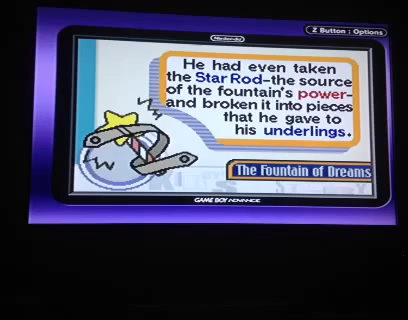 Z Button : Options
Nintendo
He had even taken
the Star Rod-the source
of the fountain's power-
and broken it into pieces
that he gave to
his underlings.
The Fountain of Dreams
GAME BOY ADVANCE